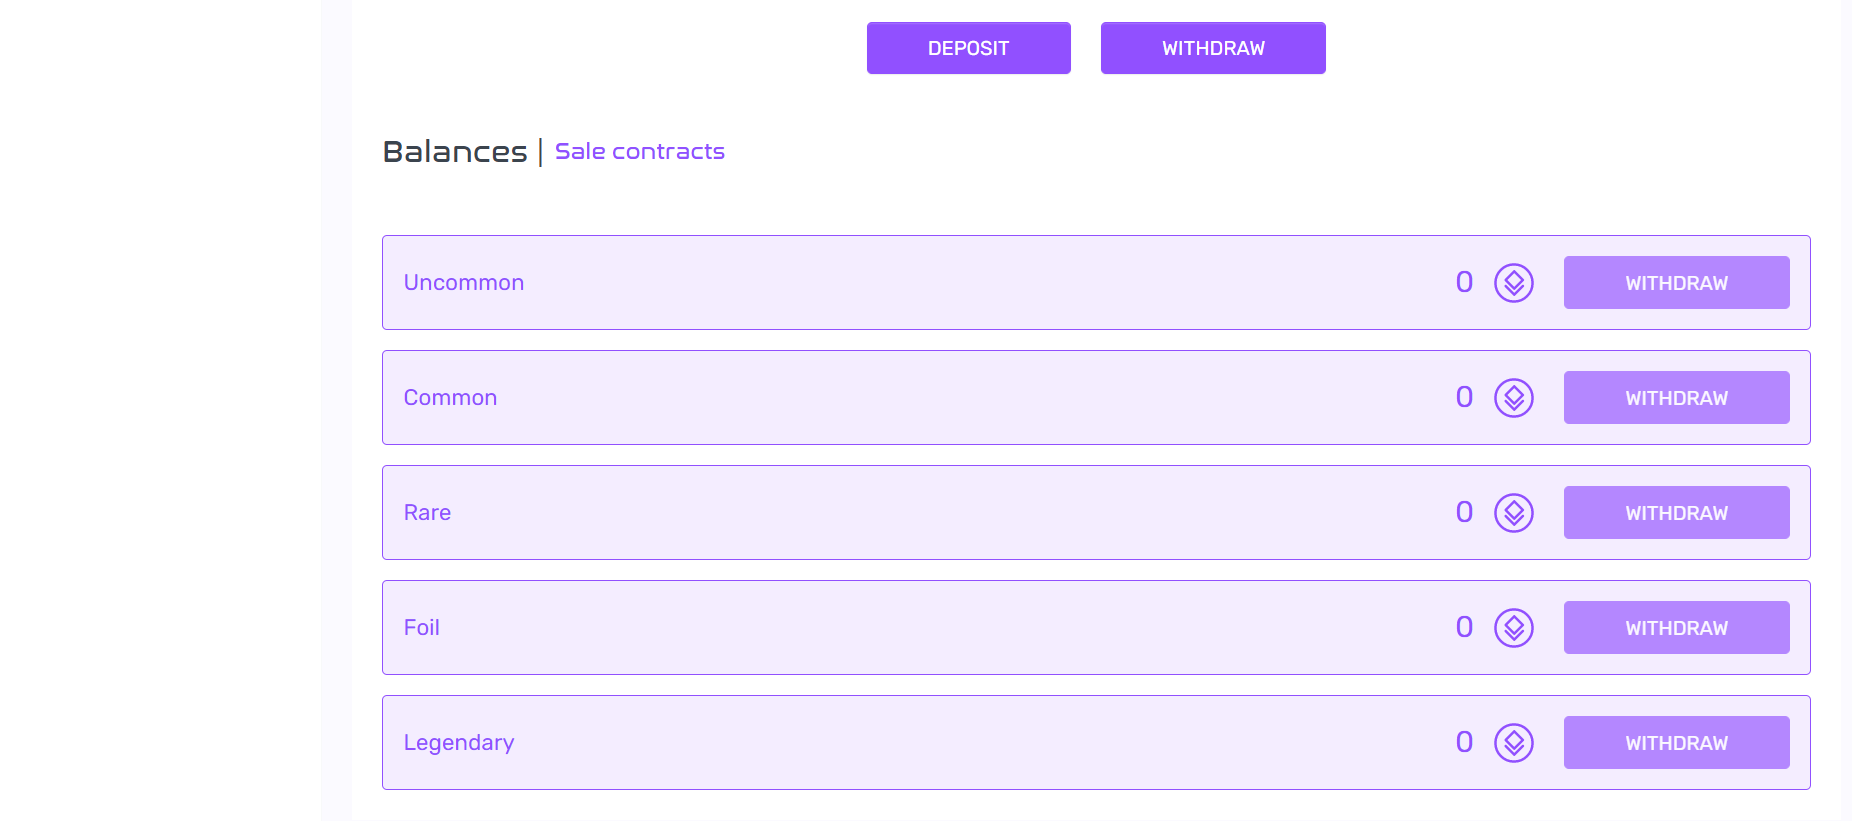 DEPOSIT WITHDRAW
Balances | Sale contracts
Uncommon 0 WITHDRAW
Common 0 WITHDRAW
Rare 0 WITHDRAW
Foil 0 WITHDRAW
Legendary 0 WITHDRAW